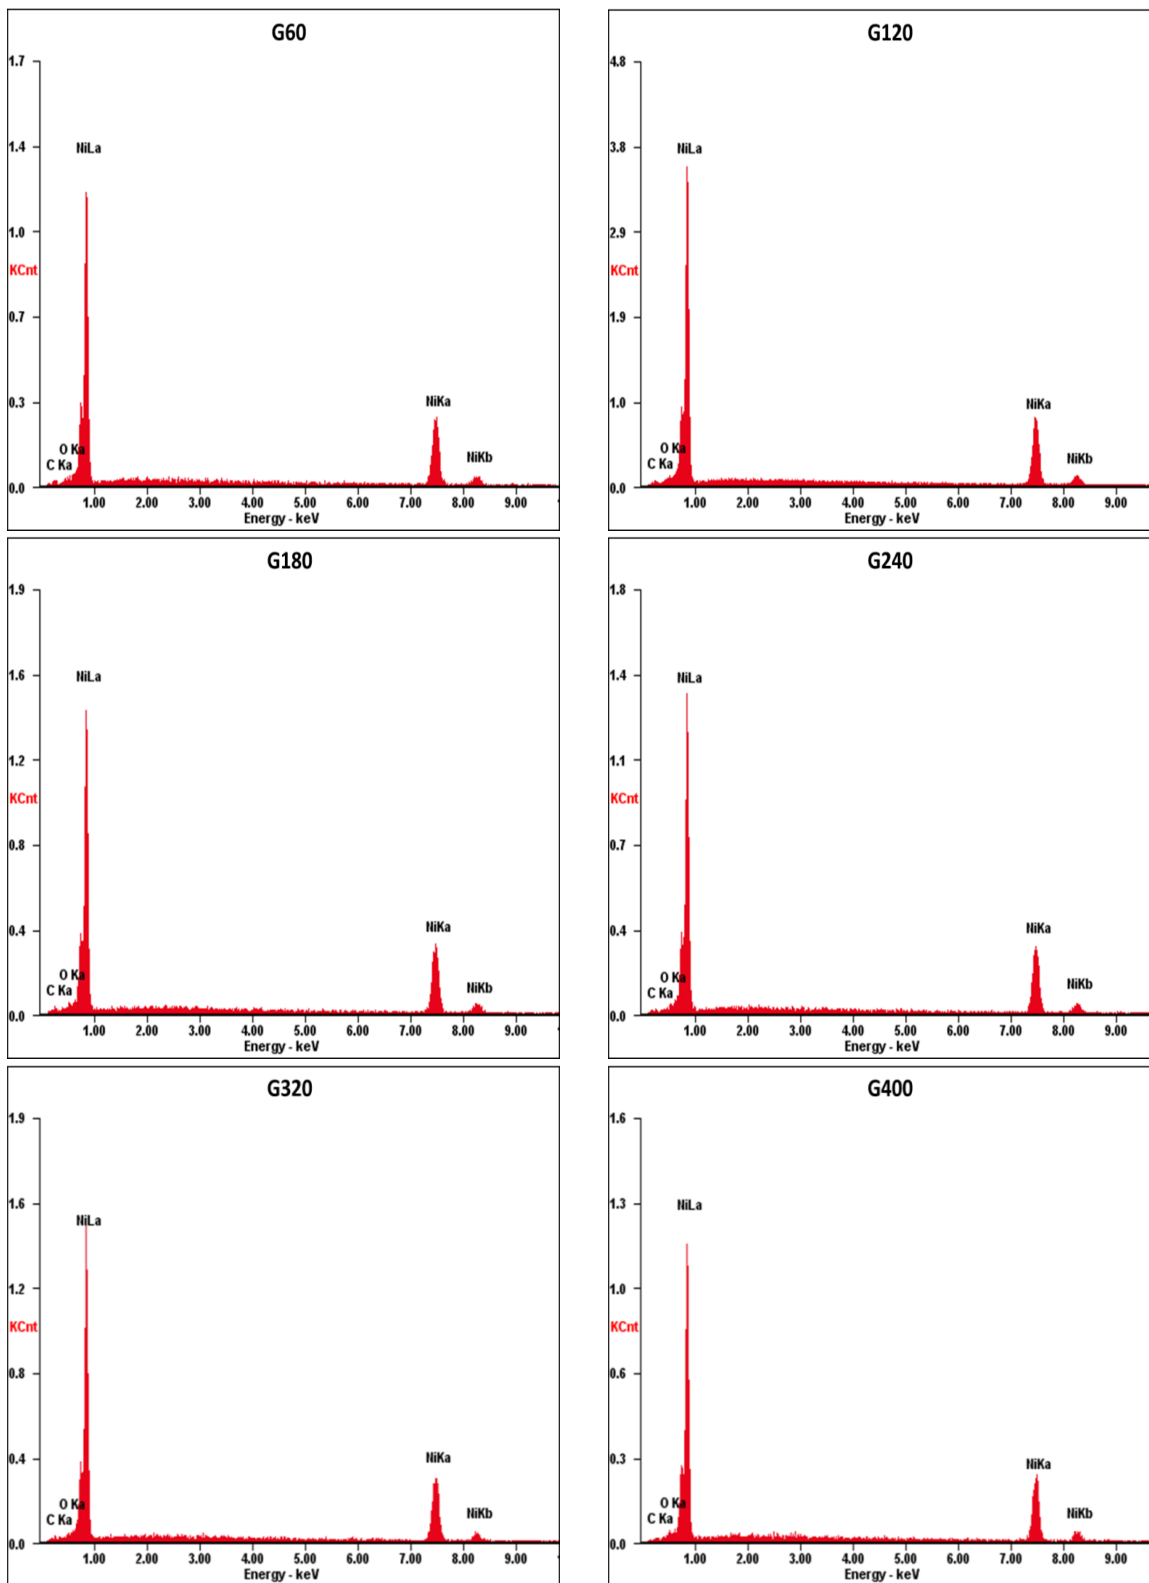 G60
1.7
1.4
1.0
KCnt
0.7
0.3
0.0
NiLa
O Ka
C Ka
NiKa
NiKb
1.00 2.00 3.00 4.00 5.00 6.00 7.00 8.00 9.00
Energy - keV
G120
4.8
3.8
2.9
KCnt
1.9
1.0
0.0
NiLa
O Ka
C Ka
NiKa
NiKb
1.00 2.00 3.00 4.00 5.00 6.00 7.00 8.00 9.00
Energy - keV
G180
1.9
1.6
1.2
KCnt
0.8
0.4
0.0
NiLa
O Ka
C Ka
NiKa
NiKb
1.00 2.00 3.00 4.00 5.00 6.00 7.00 8.00 9.00
Energy - keV
G240
1.8
1.4
1.1
KCnt
0.7
0.4
0.0
NiLa
O Ka
C Ka
NiKa
NiKb
1.00 2.00 3.00 4.00 5.00 6.00 7.00 8.00 9.00
Energy - keV
G320
1.9
1.6
1.2
KCnt
0.8
0.4
0.0
NiLa
O Ka
C Ka
NiKa
NiKb
1.00 2.00 3.00 4.00 5.00 6.00 7.00 8.00 9.00
Energy - keV
G400
1.6
1.3
1.0
KCnt
0.6
0.3
0.0
NiLa
O Ka
C Ka
NiKa
NiKb
1.00 2.00 3.00 4.00 5.00 6.00 7.00 8.00 9.00
Energy - keV